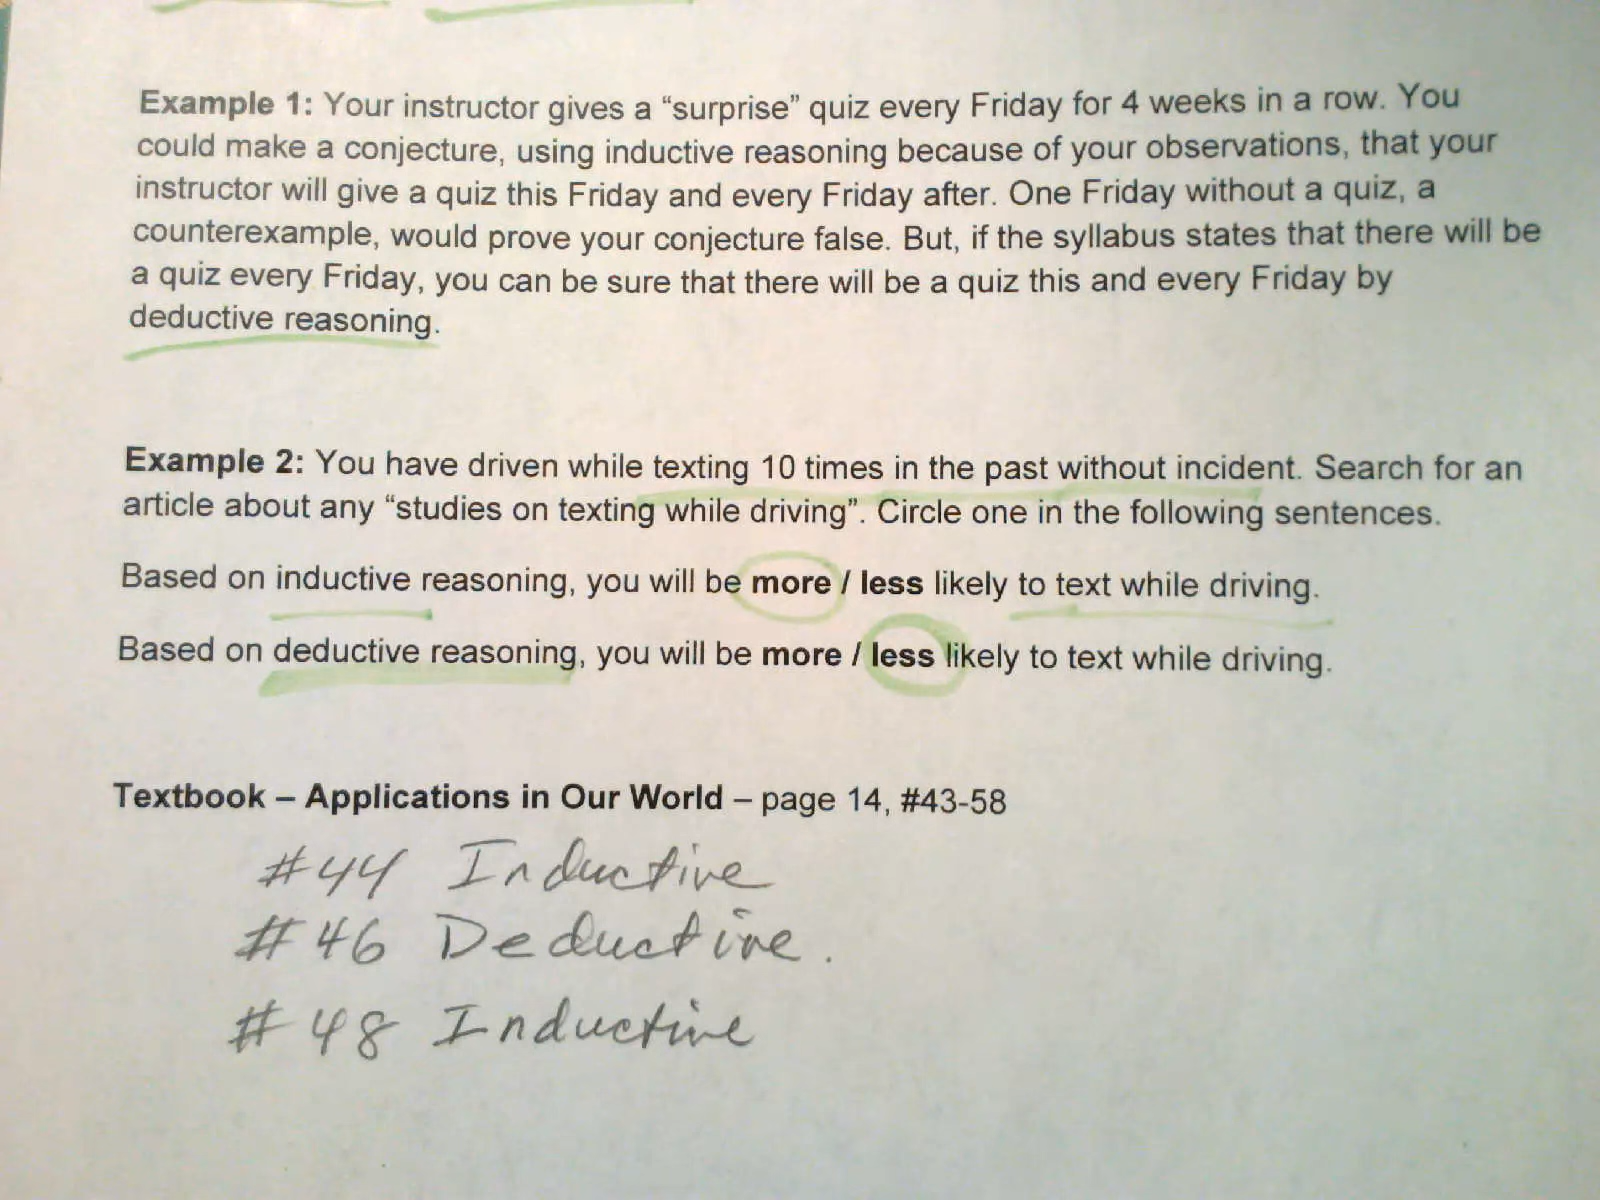 Example 1: Your instructor gives a “surprise” quiz every Friday for 4 weeks in a row. You
could make a conjecture, using inductive reasoning because of your observations, that your
instructor will give a quiz this Friday and every Friday after. One Friday without a quiz, a
counterexample, would prove your conjecture false. But, if the syllabus states that there will be
a quiz every Friday, you can be sure that there will be a quiz this and every Friday by
deductive reasoning.
Example 2: You have driven while texting 10 times in the past without incident. Search for an
article about any “studies on texting while driving”. Circle one in the following sentences.
Based on inductive reasoning, you will be more / less likely to text while driving.
Based on deductive reasoning, you will be more / less likely to text while driving.
Textbook – Applications in Our World – page 14, #43-58
#44 Inductive
#46 Deductive.
#48 Inductive